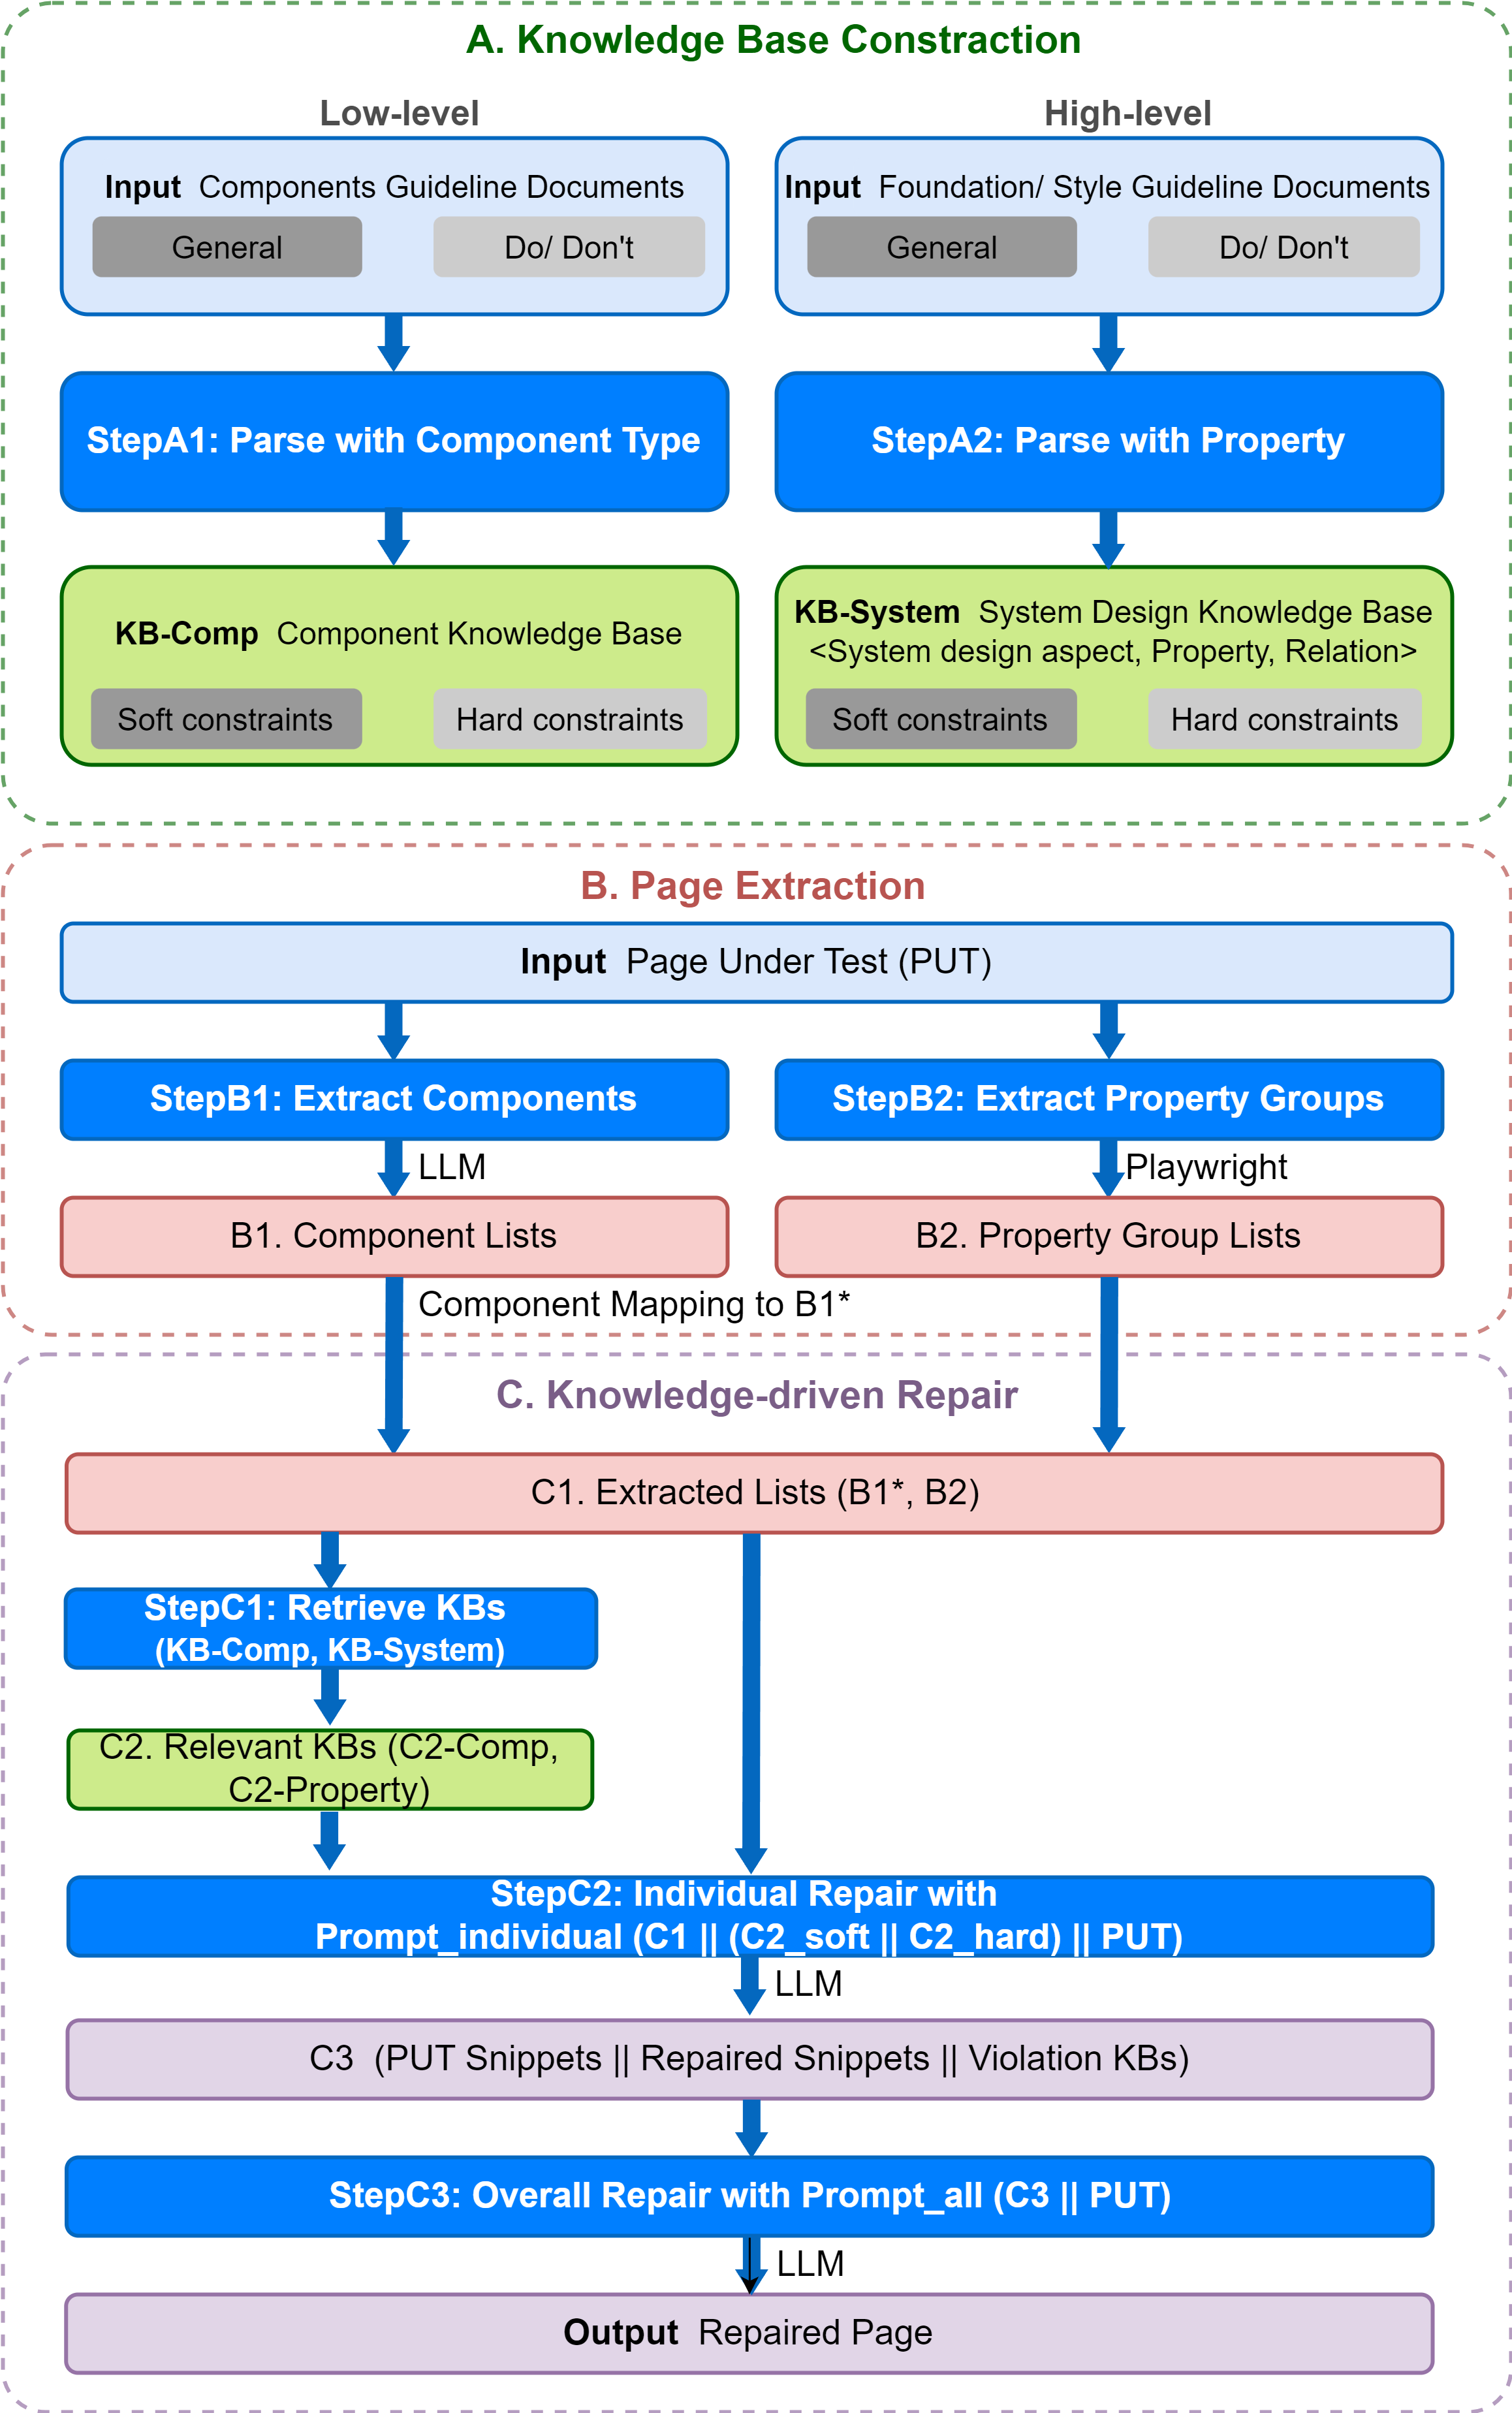 A. Knowledge Base Constraction
Low-level
High-level
Input Components Guideline Documents
General
Do/ Don't
Input Foundation/ Style Guideline Documents
General
Do/ Don't
StepA1: Parse with Component Type
StepA2: Parse with Property
KB-Comp Component Knowledge Base
Soft constraints
Hard constraints
KB-System System Design Knowledge Base
<System design aspect, Property, Relation>
Soft constraints
Hard constraints
B. Page Extraction
Input Page Under Test (PUT)
StepB1: Extract Components
StepB2: Extract Property Groups
LLM
Playwright
B1. Component Lists
B2. Property Group Lists
Component Mapping to B1*
C. Knowledge-driven Repair
C1. Extracted Lists (B1*, B2)
StepC1: Retrieve KBs
(KB-Comp, KB-System)
C2. Relevant KBs (C2-Comp,
C2-Property)
StepC2: Individual Repair with
Prompt_individual (C1 || (C2_soft || C2_hard) || PUT)
LLM
C3 (PUT Snippets || Repaired Snippets || Violation KBs)
StepC3: Overall Repair with Prompt_all (C3 || PUT)
LLM
Output Repaired Page